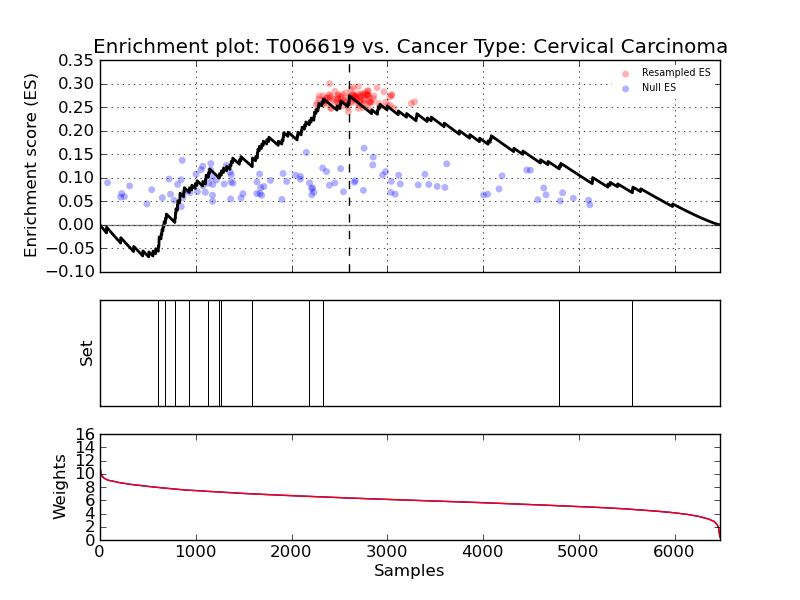 Enrichment plot: T006619 vs. Cancer Type: Cervical Carcinoma
Enrichment score (ES)
0.35
0.30
0.25
0.20
0.15
0.10
0.05
0.00
−0.05
−0.10
Resampled ES
Null ES
Set
Weights
16
14
12
10
8
6
4
2
0
0 1000 2000 3000 4000 5000 6000
Samples